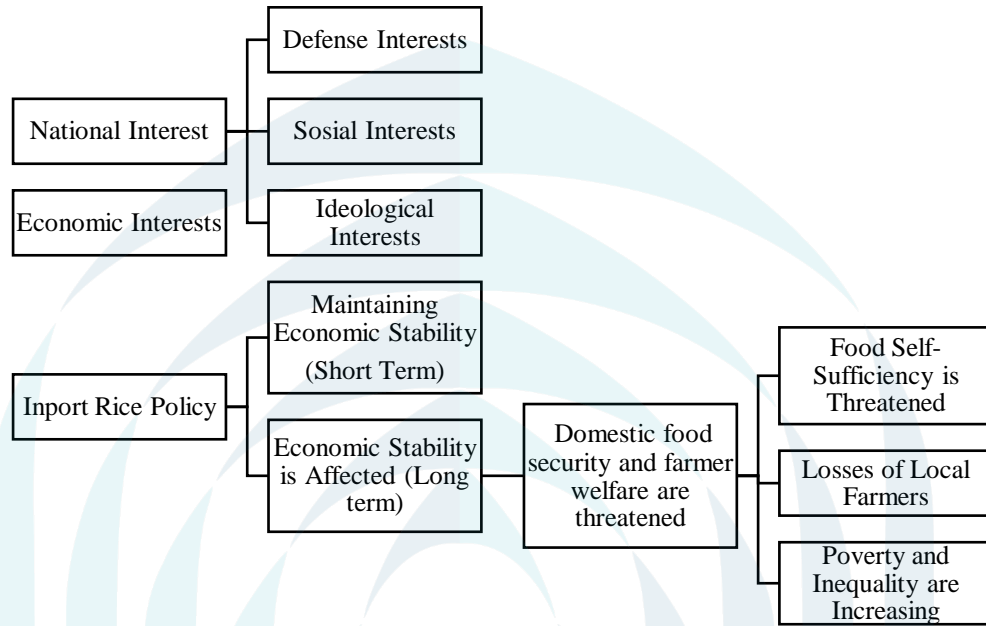 Defense Interests
National Interest
Sosial Interests
Economic Interests
Ideological
Interests
Maintaining
Economic Stability
(Short Term)
Inport Rice Policy
Economic Stability
is Affected (Long
term)
Domestic food
security and farmer
welfare are
threatened
Food Self-
Sufficiency is
Threatened
Losses of Local
Farmers
Poverty and
Inequality are
Increasing